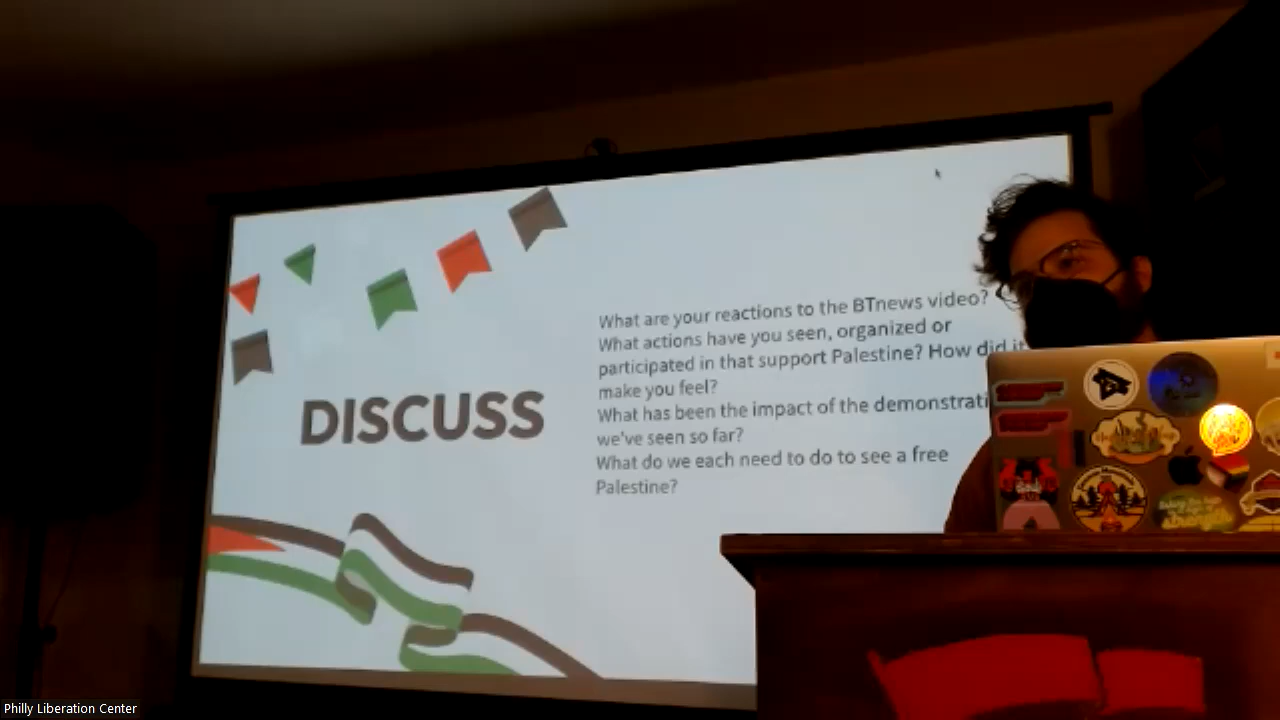 What are your reactions to the BTnews video?
What actions have you seen, organized or
participated in that support Palestine? How did it
make you feel?
DISCUSS
What has been the impact of the
we've seen so far?
What do we each need to do to see a free
Palestine?
Philly Liberation Center